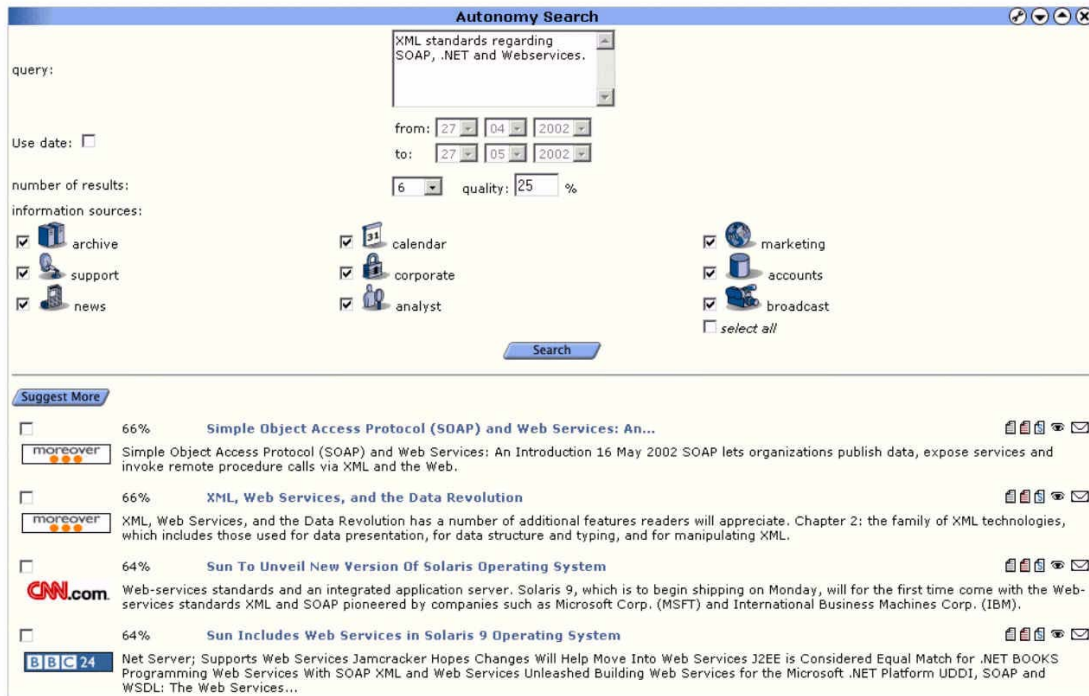 Autonomy Search
query:
XML standards regarding
SOAP, .NET and Webservices.
Use date:
from: 27 04 2002
to: 27 05 2002
number of results:
6 quality: 25 %
information sources:
archive calendar 31 marketing
support corporate accounts
news analyst broadcast
select all
Search
Suggest More
66% Simple Object Access Protocol (SOAP) and Web Services: An...
moreover
Simple Object Access Protocol (SOAP) and Web Services: An Introduction 16 May 2002 SOAP lets organizations publish data, expose services and
invoke remote procedure calls via XML and the Web.
66% XML, Web Services, and the Data Revolution
moreover
XML, Web Services, and the Data Revolution has a number of additional features readers will appreciate. Chapter 2: the family of XML technologies,
which includes those used for data presentation, for data structure and typing, and for manipulating XML.
64% Sun To Unveil New Version Of Solaris Operating System
CNN.com.
Web-services standards and an integrated application server. Solaris 9, which is to begin shipping on Monday, will for the first time come with the Web-
services standards XML and SOAP pioneered by companies such as Microsoft Corp. (MSFT) and International Business Machines Corp. (IBM).
64% Sun Includes Web Services in Solaris 9 Operating System
BBC 24
Net Server; Supports Web Services Jamcracker Hopes Changes Will Help Move Into Web Services J2EE is Considered Equal Match for .NET BOOKS
Programming Web Services With SOAP XML and Web Services Unleashed Building Web Services for the Microsoft .NET Platform UDDI, SOAP and
WSDL: The Web Services...